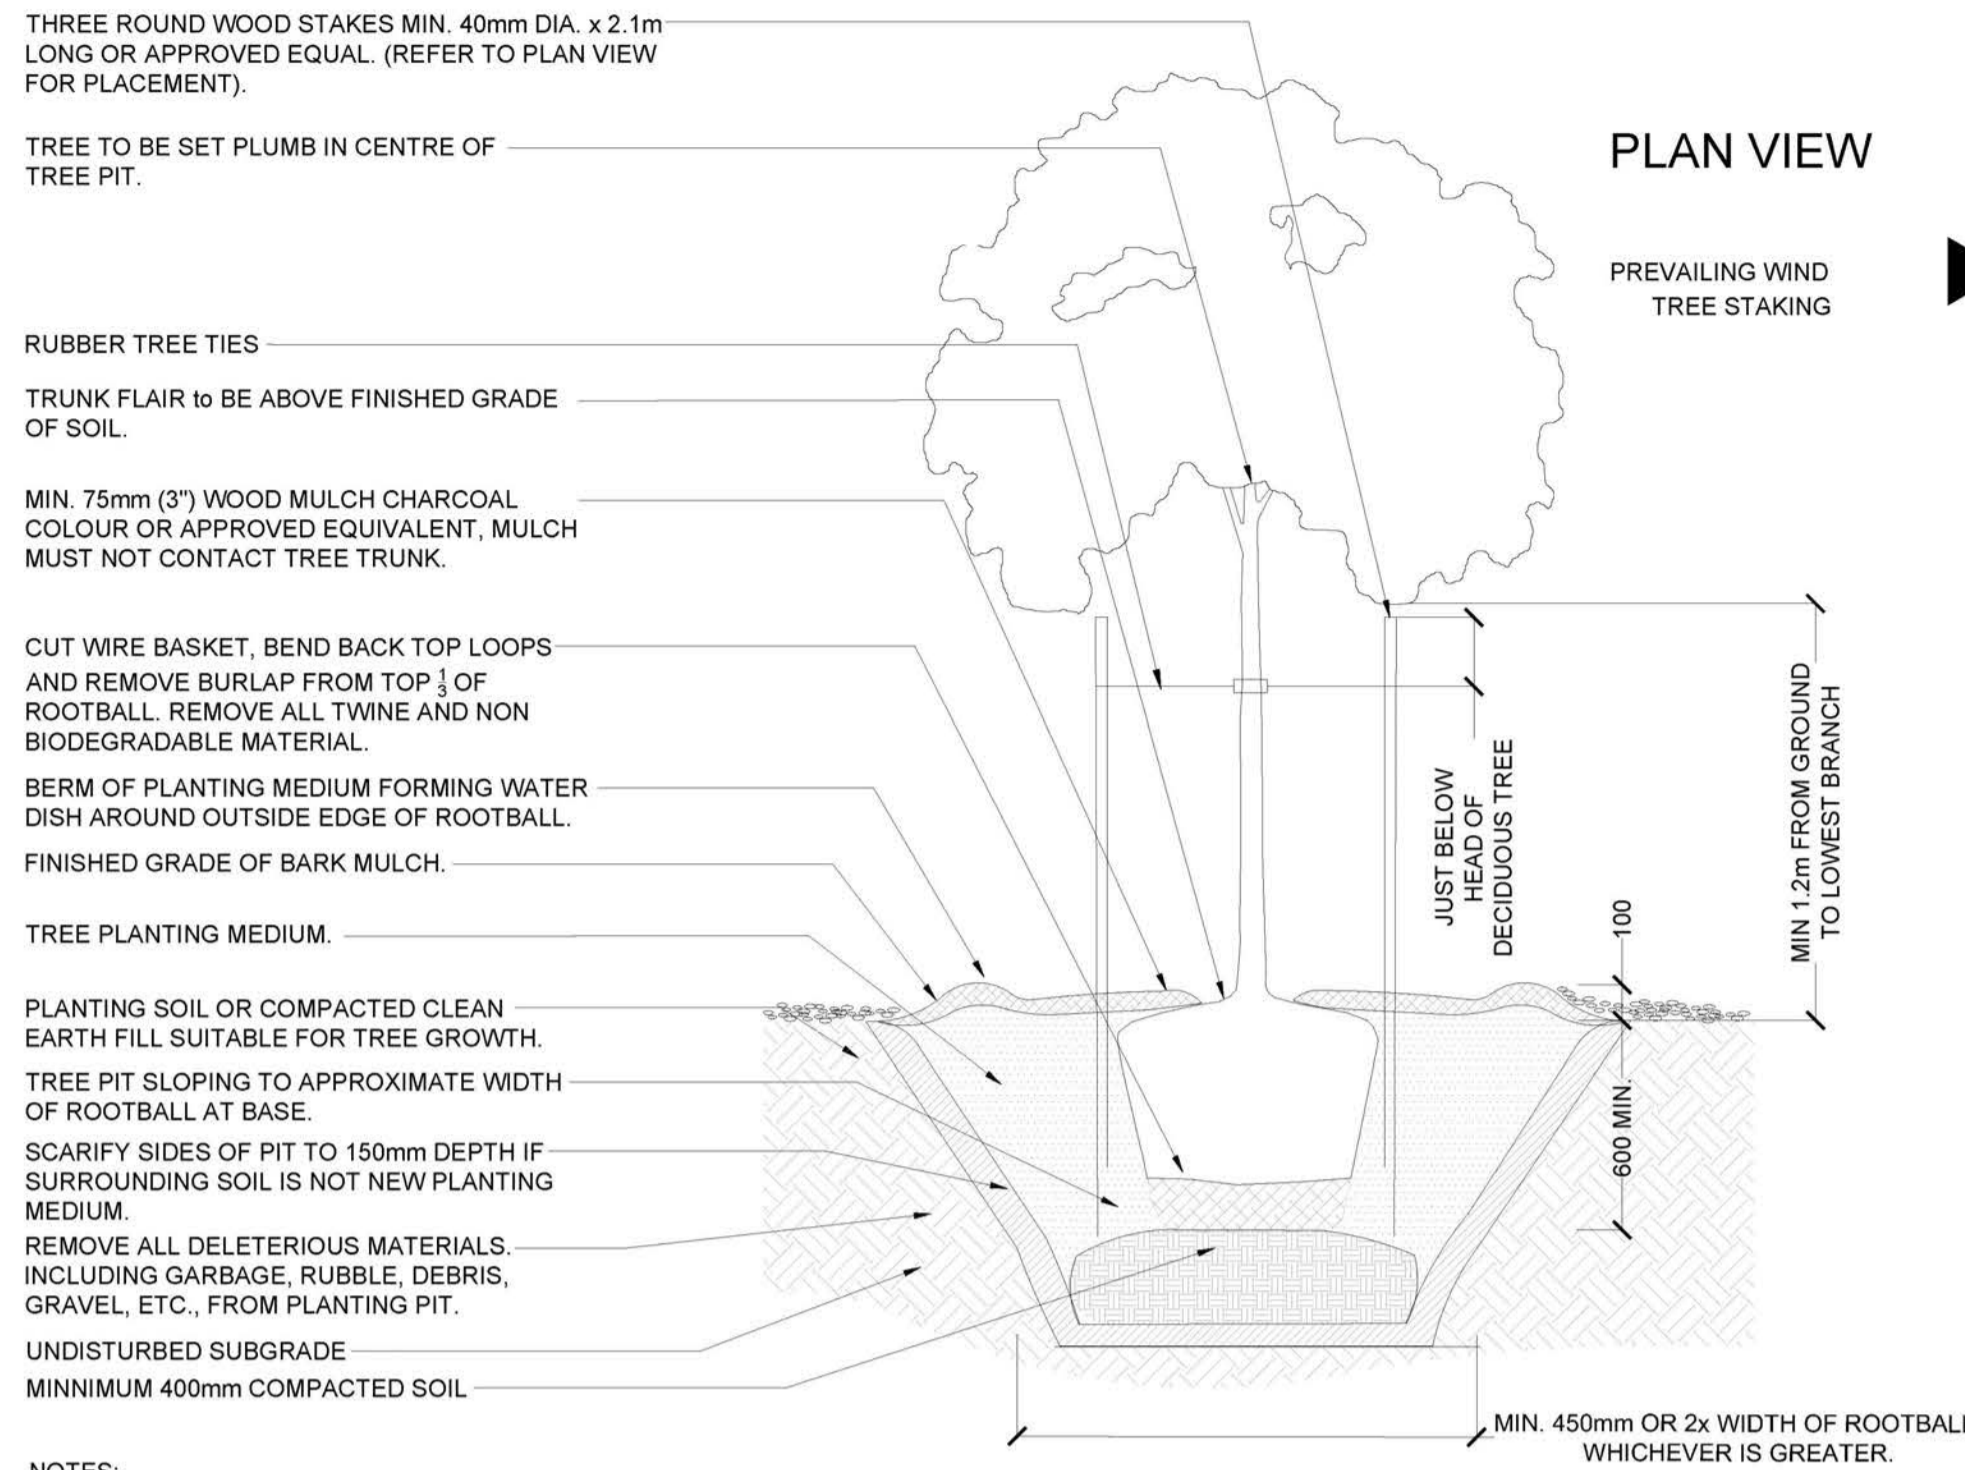 THREE ROUND WOOD STAKES MIN. 40mm DIA. x 2.1m
LONG OR APPROVED EQUAL. (REFER TO PLAN VIEW
FOR PLACEMENT).
TREE TO BE SET PLUMB IN CENTRE OF
TREE PIT.
RUBBER TREE TIES
TRUNK FLAIR to BE ABOVE FINISHED GRADE
OF SOIL.
MIN. 75mm (3") WOOD MULCH CHARCOAL
COLOUR OR APPROVED EQUIVALENT, MULCH
MUST NOT CONTACT TREE TRUNK.
CUT WIRE BASKET, BEND BACK TOP LOOPS
AND REMOVE BURLAP FROM TOP 1/3 OF
ROOTBALL. REMOVE ALL TWINE AND NON
BIODEGRADABLE MATERIAL.
BERM OF PLANTING MEDIUM FORMING WATER
DISH AROUND OUTSIDE EDGE OF ROOTBALL.
FINISHED GRADE OF BARK MULCH.
TREE PLANTING MEDIUM.
PLANTING SOIL OR COMPACTED CLEAN
EARTH FILL SUITABLE FOR TREE GROWTH.
TREE PIT SLOPING TO APPROXIMATE WIDTH
OF ROOTBALL AT BASE.
SCARIFY SIDES OF PIT TO 150mm DEPTH IF
SURROUNDING SOIL IS NOT NEW PLANTING
MEDIUM.
REMOVE ALL DELETERIOUS MATERIALS.
INCLUDING GARBAGE, RUBBLE, DEBRIS,
GRAVEL, ETC., FROM PLANTING PIT.
UNDISTURBED SUBGRADE
MINNIMUM 400mm COMPACTED SOIL
NOTES:
PLAN VIEW
PREVAILING WIND
TREE STAKING
JUST BELOW
HEAD OF
DECIDUOUS TREE
MIN 1.2m FROM GROUND
TO LOWEST BRANCH
100
600 MIN.
MIN. 450mm OR 2x WIDTH OF ROOTBALL
WHICHEVER IS GREATER.